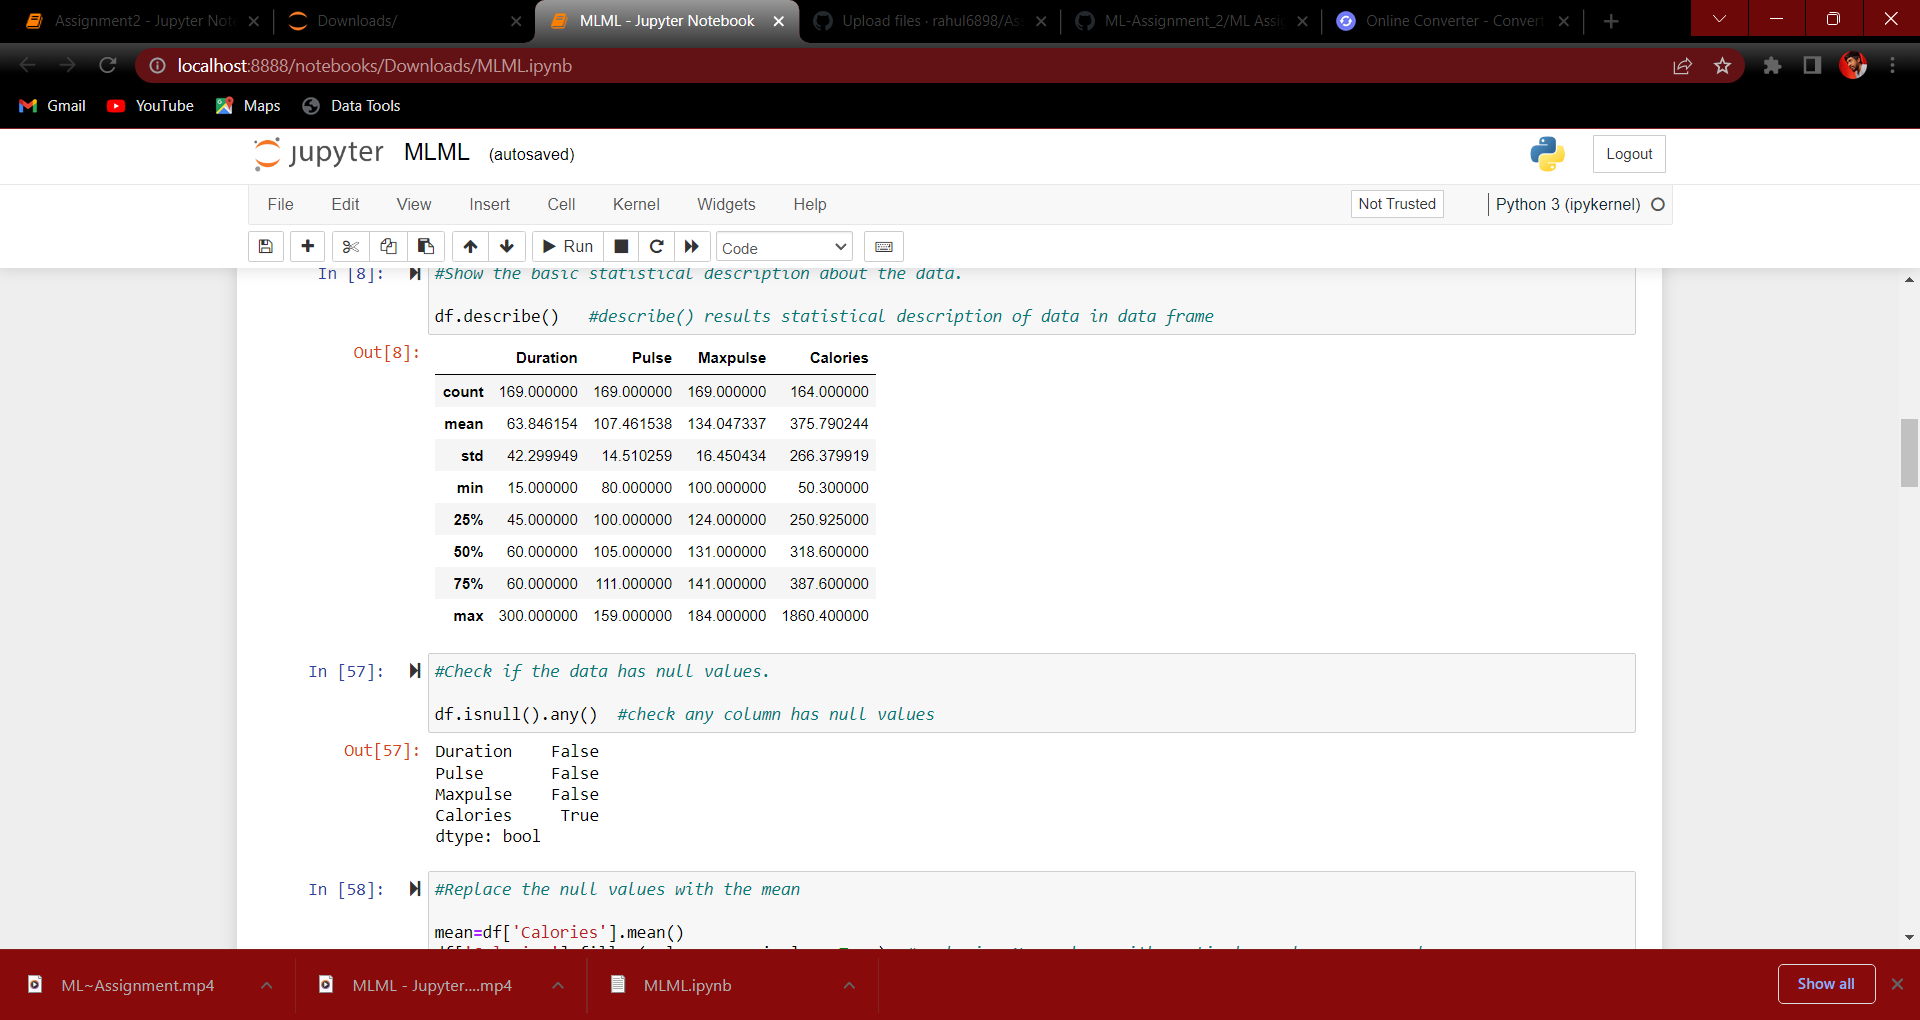 Assignment2 - Jupyter Not
Downloads/
MLML - Jupyter Notebook
Upload files · rahul6898/As
ML-Assignment_2/ML Assi
Online Converter - Convert
localhost:8888/notebooks/Downloads/MLML.ipynb
Gmail YouTube Maps Data Tools
jupyter MLML (autosaved) Logout
File Edit View Insert Cell Kernel Widgets Help Not Trusted Python 3 (ipykernel)
Run Code
In [8]: #Show the basic statistical description about the data.
df.describe() #describe() results statistical description of data in data frame
Out[8]:
Duration Pulse Maxpulse Calories
count 169.000000 169.000000 169.000000 164.000000
mean 63.846154 107.461538 134.047337 375.790244
std 42.299949 14.510259 16.450434 266.379919
min 15.000000 80.000000 100.000000 50.300000
25% 45.000000 100.000000 124.000000 250.925000
50% 60.000000 105.000000 131.000000 318.600000
75% 60.000000 111.000000 141.000000 387.600000
max 300.000000 159.000000 184.000000 1860.400000
In [57]: #Check if the data has null values.
df.isnull().any() #check any column has null values
Out[57]: Duration False
Pulse False
Maxpulse False
Calories True
dtype: bool
In [58]: #Replace the null values with the mean
mean=df['Calories'].mean()
ML~Assignment.mp4 MLML - Jupyter....mp4 MLML.ipynb Show all